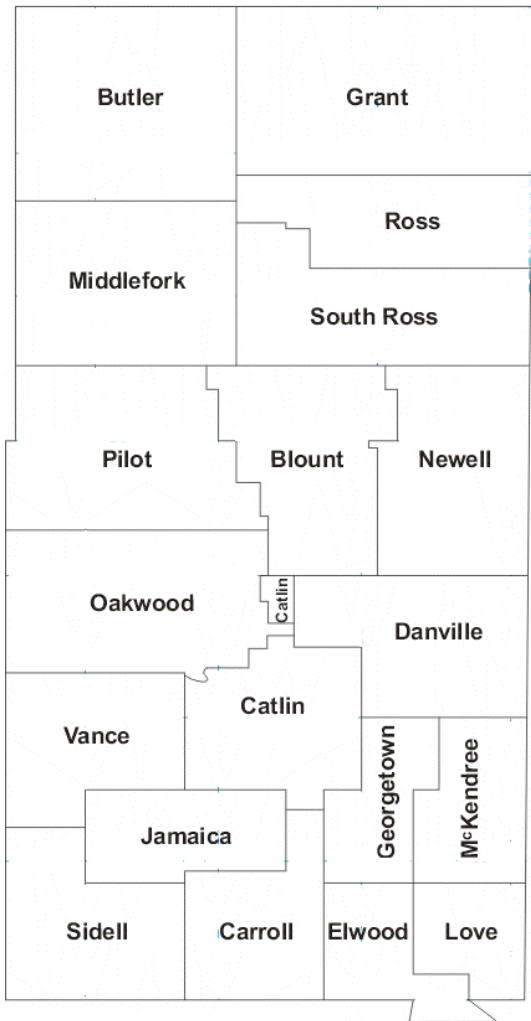 Butler
Grant
Ross
Middlefork
South Ross
Pilot
Blount
Newell
Catlin
Oakwood
Danville
Catlin
Vance
Georgetown
McKendree
Jamaica
Sidell
Carroll
Elwood
Love